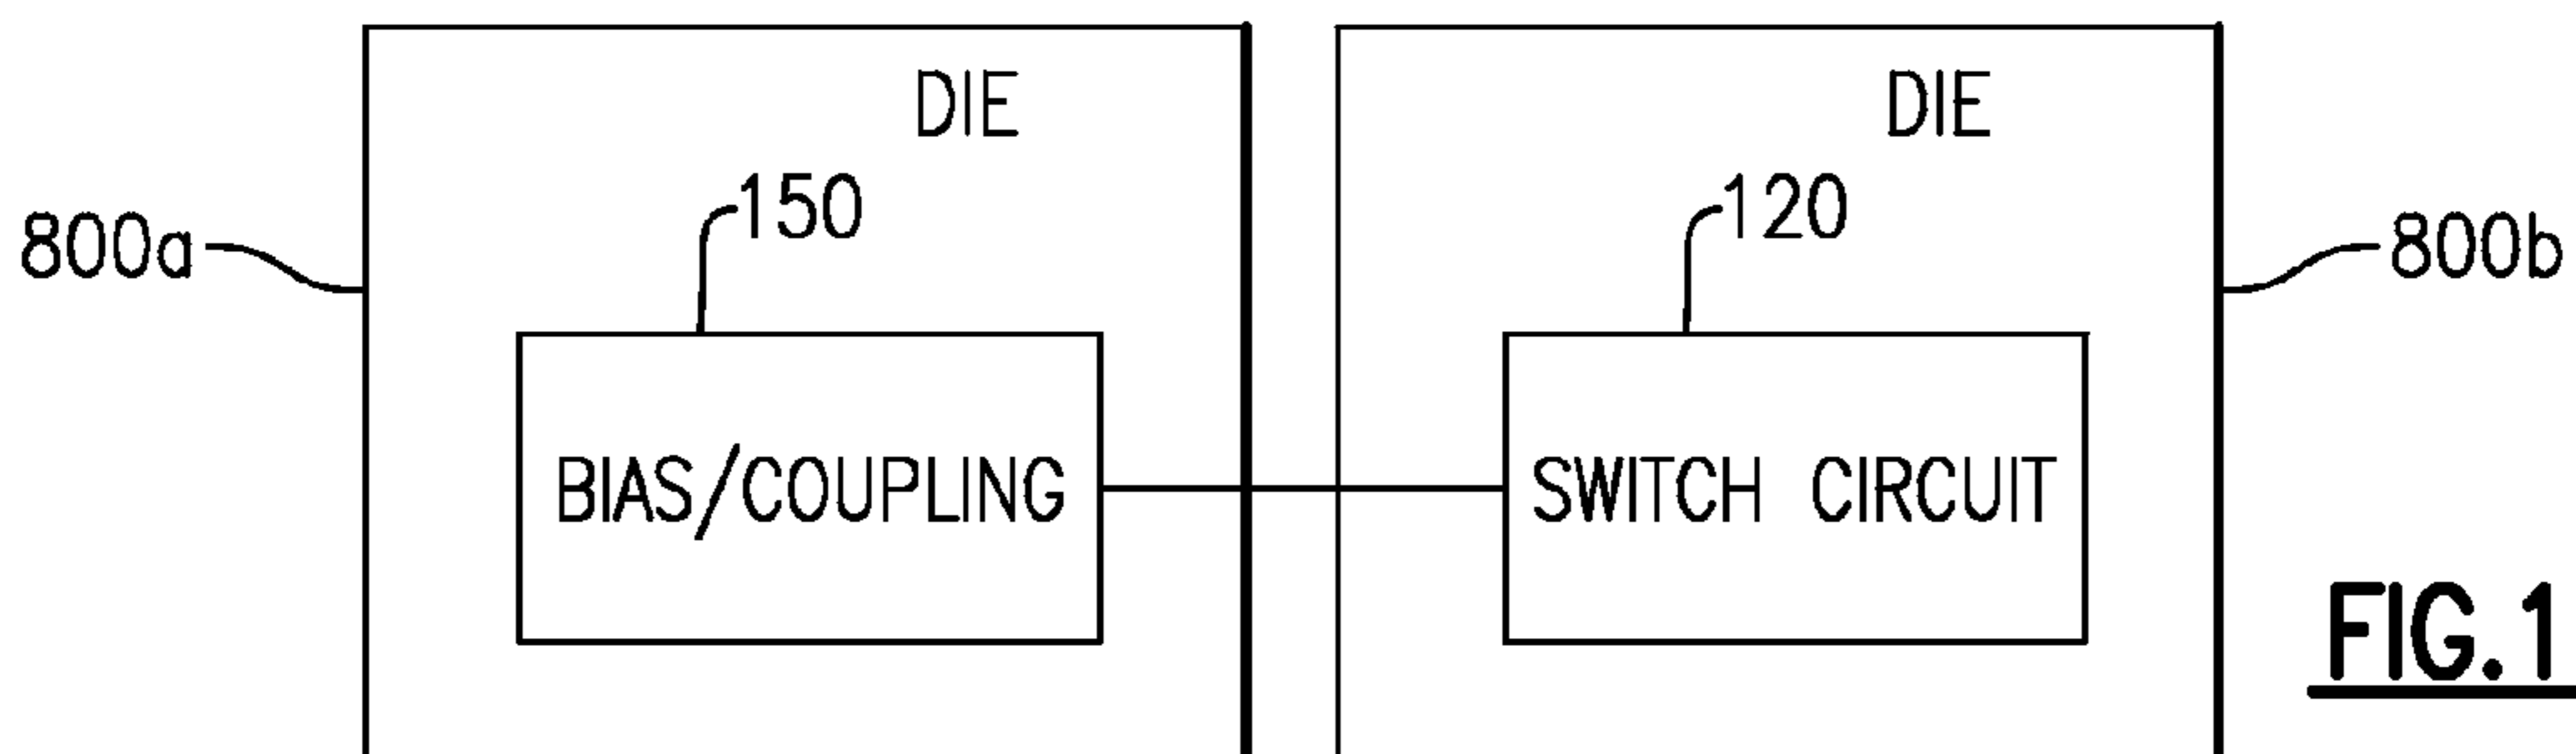 DIE DIE
150 120
800a 800b
BIAS/COUPLING SWITCH CIRCUIT
FIG.1